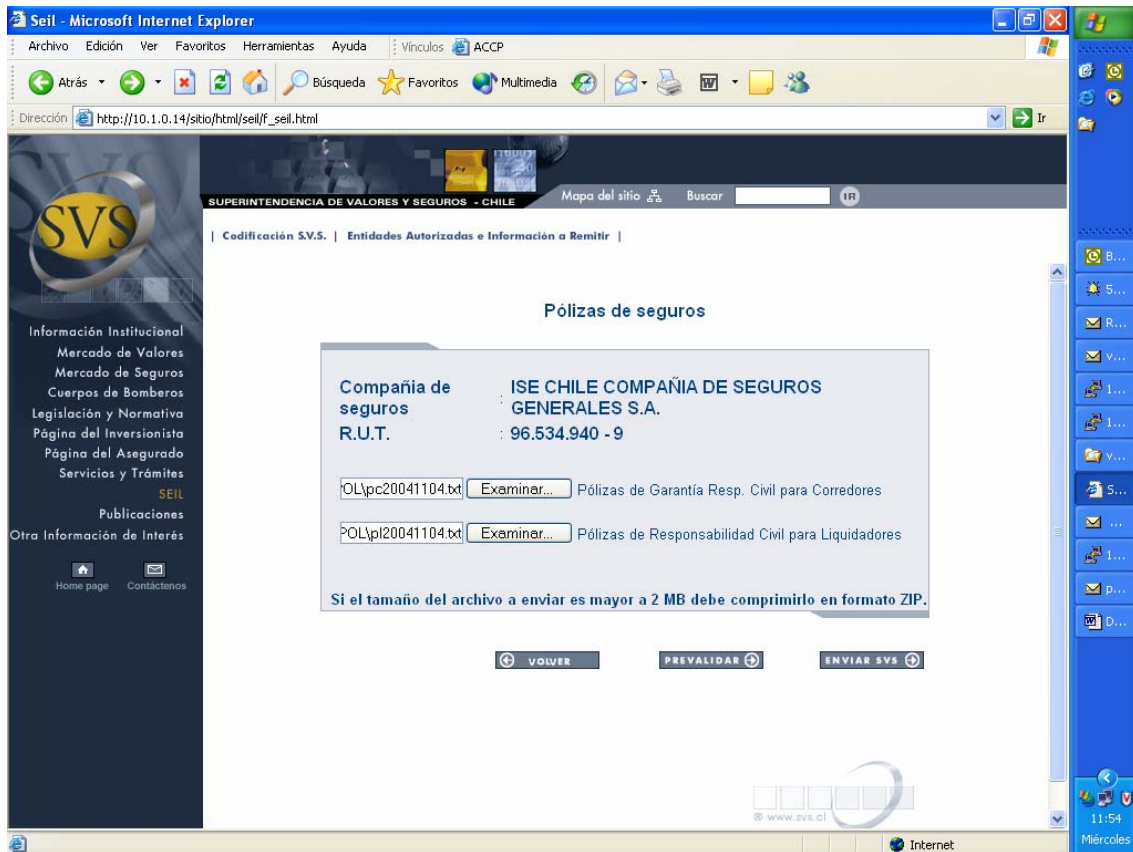 Seil - Microsoft Internet Explorer
Archivo Edición Ver Favoritos Herramientas Ayuda Vínculos ACCP
Atrás Búsqueda Favoritos Multimedia
Dirección http://10.1.0.14/sitio/html/seil/f_seil.html Ir
SVS
SUPERINTENDENCIA DE VALORES Y SEGUROS - CHILE
Mapa del sitio Buscar IR
| Codificación S.V.S. | Entidades Autorizadas e Información a Remitir |
Información Institucional
Mercado de Valores
Mercado de Seguros
Cuerpos de Bomberos
Legislación y Normativa
Página del Inversionista
Página del Asegurado
Servicios y Trámites
SEIL
Publicaciones
Otra Información de Interés
Home page Contáctenos
Pólizas de seguros
Compañia de seguros : ISE CHILE COMPAÑIA DE SEGUROS GENERALES S.A.
R.U.T. : 96.534.940 - 9
OL\pc20041104.txt Examinar... Pólizas de Garantía Resp. Civil para Corredores
POL\pl20041104.txt Examinar... Pólizas de Responsabilidad Civil para Liquidadores
Si el tamaño del archivo a enviar es mayor a 2 MB debe comprimirlo en formato ZIP.
VOLVER PREVALIDAR ENVIAR SVS
® www.svs.cl
Internet
B...
S...
R...
v...
1...
1...
v...
S...
...
1...
p...
D...
11:54
Miércoles